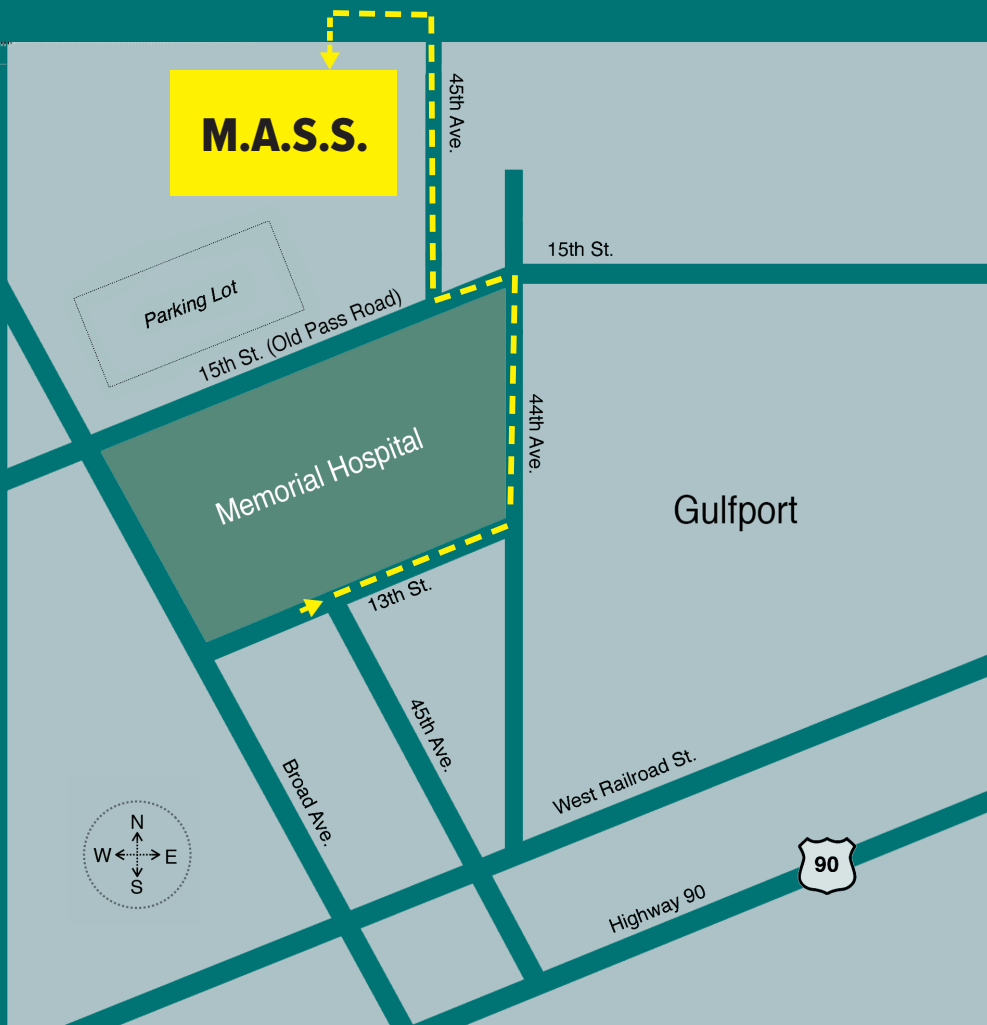 45th Ave.
M.A.S.S.
15th St.
Parking Lot
15th St. (Old Pass Road)
44th Ave.
Memorial Hospital
Gulfport
13th St.
45th Ave.
West Railroad St.
Broad Ave.
N
W E
S
90
Highway 90